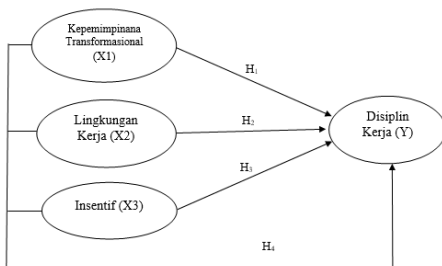 Kepemimpinana
Transformasional
(X1)
H1
Lingkungan
Kerja (X2)
H2
Disiplin
Kerja (Y)
H3
Insentif (X3)
H4